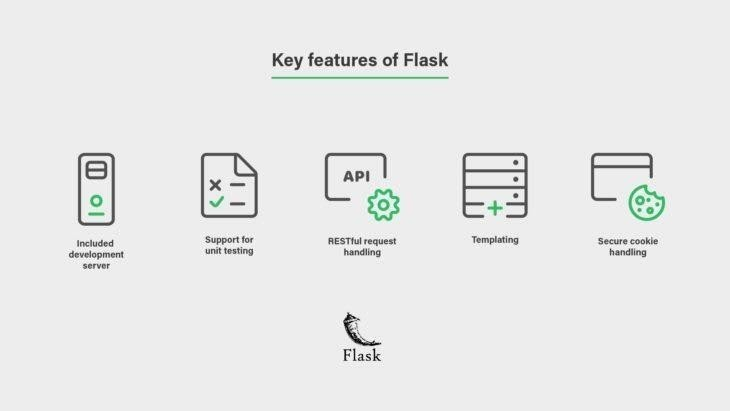 Key features of Flask
API
Included
development
server
Support for
unit testing
RESTful request
handling
Templating
Secure cookie
handling
Flask